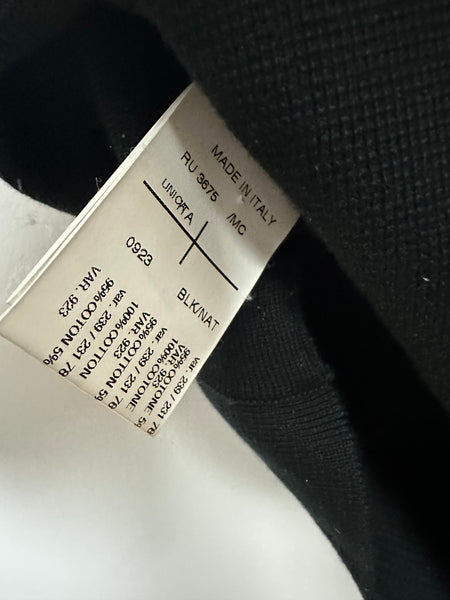 MADE IN ITALY
RU 3675 /MC
0923 BLK/NAT
VAR. 923
95% COTTON 5%
var. 239 / 231 78
100% COTTON
VAR. 923
95% COTONE 5%
var. 239 / 231 78
100% COTONE
VAR. 923
95% COTONE 5%
var. 239 / 231 78